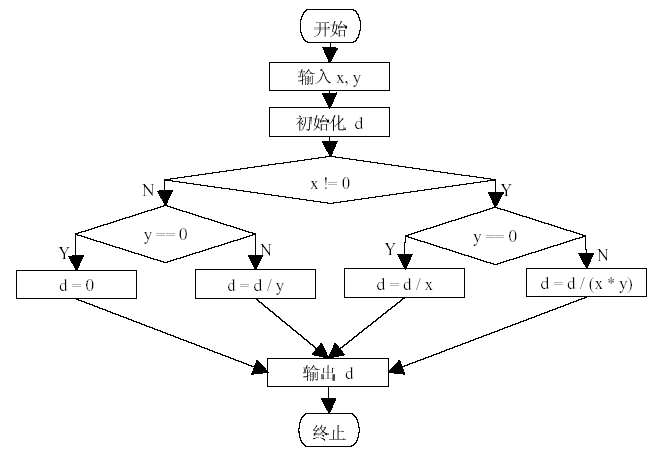 开始
输入 x, y
初始化 d
x != 0
N
Y
y == 0
y == 0
Y
N
Y
N
d = 0
d = d / y
d = d / x
d = d / (x * y)
输出 d
终止